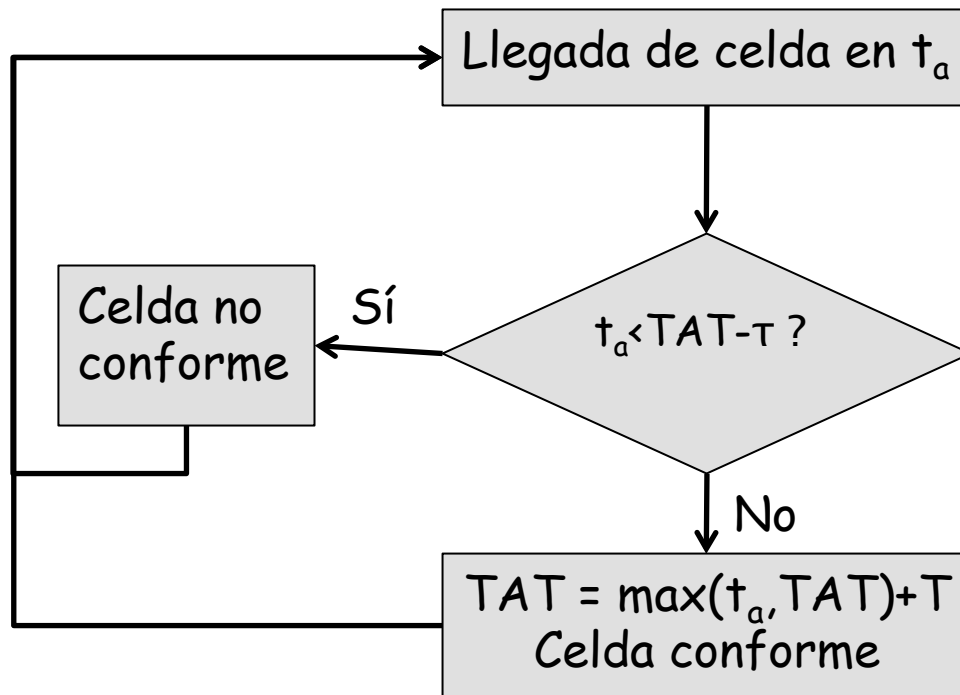 Llegada de celda en tₐ
Celda no
conforme
Sí
tₐ<TAT-τ ?
No
TAT = max(tₐ,TAT)+T
Celda conforme